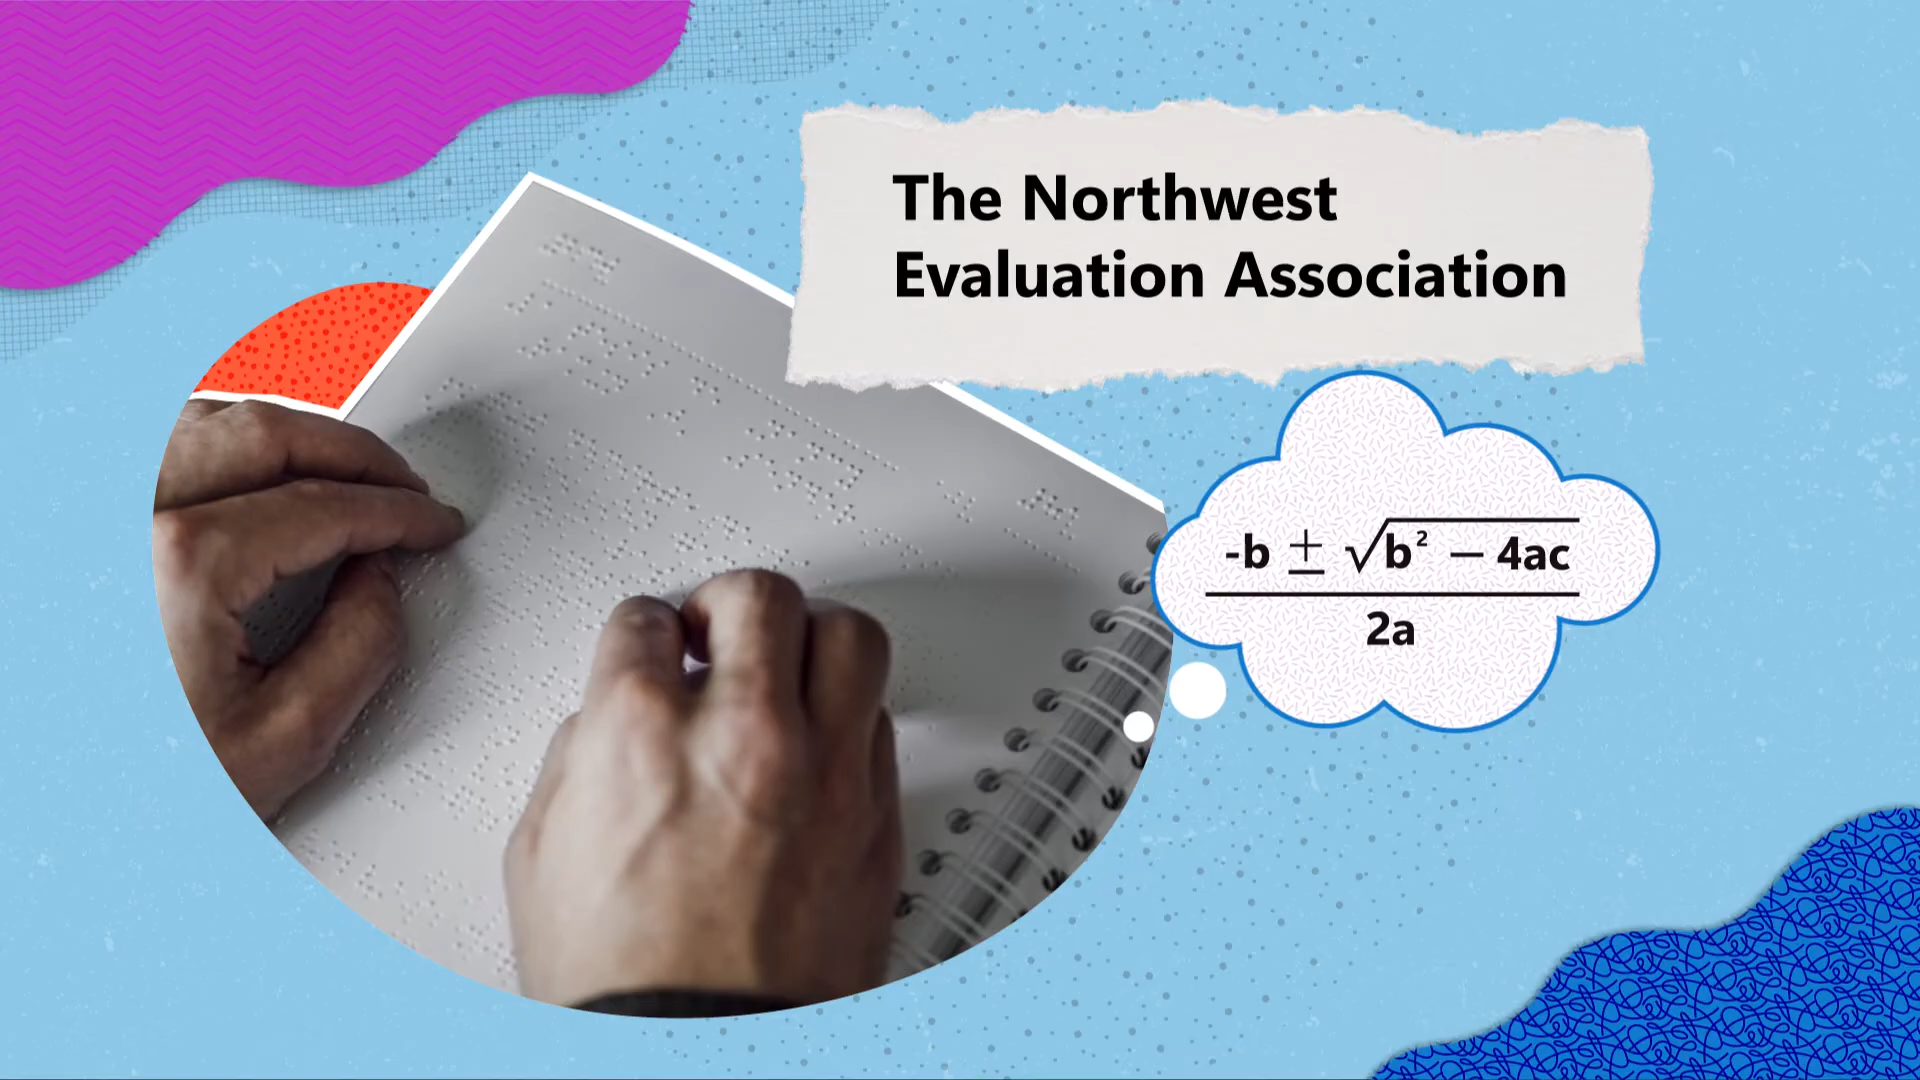 The Northwest
Evaluation Association
-b ± √b² — 4ac
2a